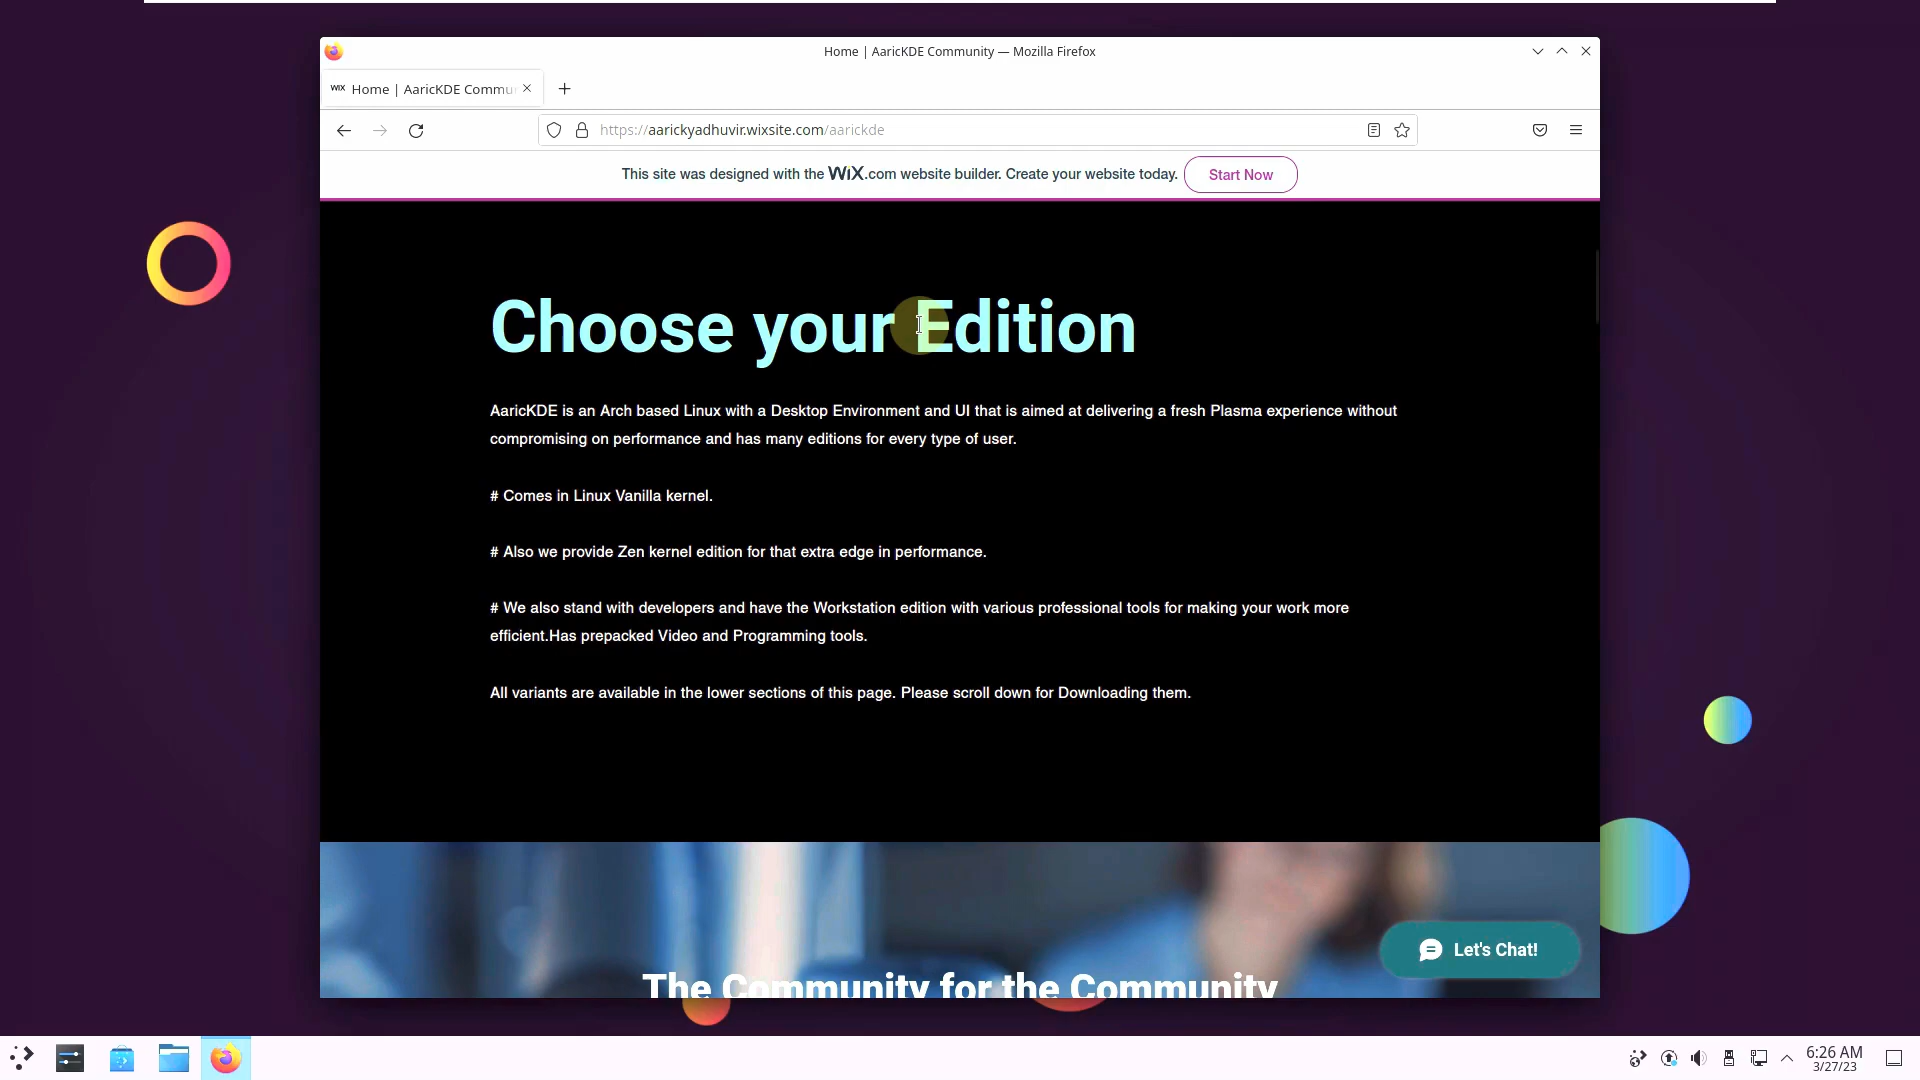 Home | AaricKDE Community — Mozilla Firefox
WiX Home | AaricKDE Commu
https://aarickyadhuvir.wixsite.com/aarickde
This site was designed with the WiX.com website builder. Create your website today. Start Now
Choose your Edition
AaricKDE is an Arch based Linux with a Desktop Environment and UI that is aimed at delivering a fresh Plasma experience without
compromising on performance and has many editions for every type of user.
# Comes in Linux Vanilla kernel.
# Also we provide Zen kernel edition for that extra edge in performance.
# We also stand with developers and have the Workstation edition with various professional tools for making your work more
efficient.Has prepacked Video and Programming tools.
All variants are available in the lower sections of this page. Please scroll down for Downloading them.
Let's Chat!
The Community for the Community
6:26 AM
3/27/23